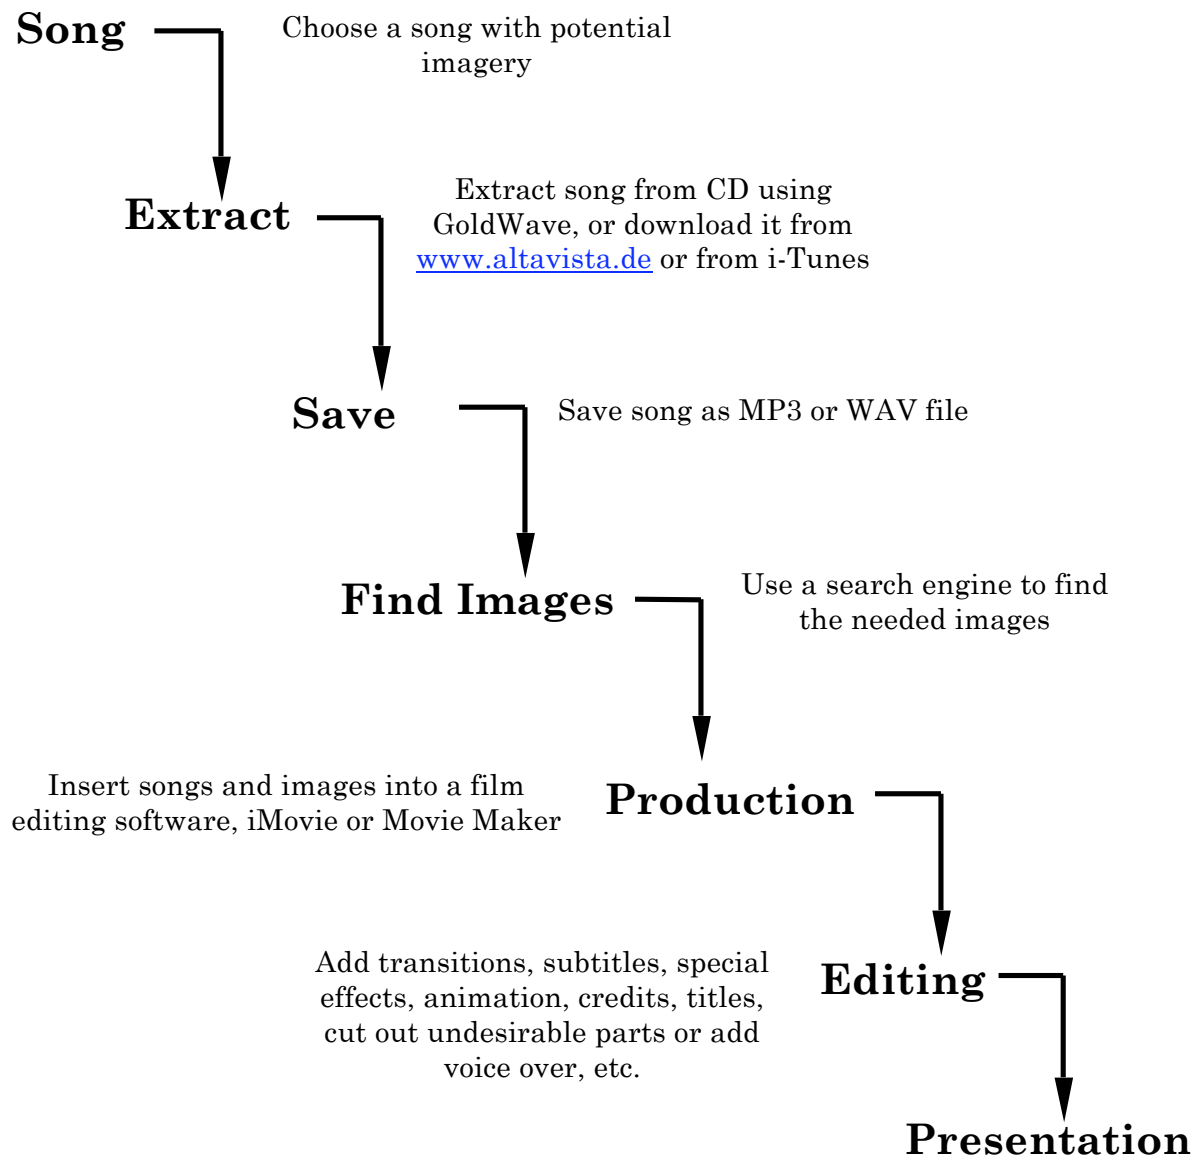 Song
Choose a song with potential
imagery
Extract
Extract song from CD using
GoldWave, or download it from
www.altavista.de or from i-Tunes
Save
Save song as MP3 or WAV file
Find Images
Use a search engine to find
the needed images
Insert songs and images into a film
editing software, iMovie or Movie Maker
Production
Add transitions, subtitles, special
effects, animation, credits, titles,
cut out undesirable parts or add
voice over, etc.
Editing
Presentation